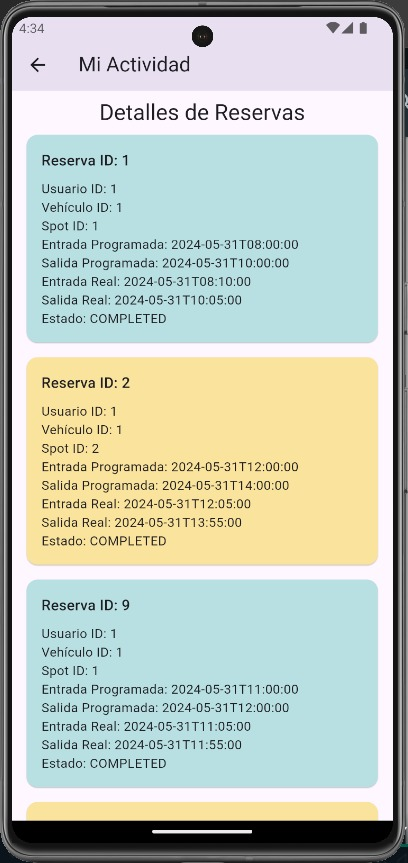 4:34
Mi Actividad
Detalles de Reservas
Reserva ID: 1
Usuario ID: 1
Vehículo ID: 1
Spot ID: 1
Entrada Programada: 2024-05-31T08:00:00
Salida Programada: 2024-05-31T10:00:00
Entrada Real: 2024-05-31T08:10:00
Salida Real: 2024-05-31T10:05:00
Estado: COMPLETED
Reserva ID: 2
Usuario ID: 1
Vehículo ID: 1
Spot ID: 2
Entrada Programada: 2024-05-31T12:00:00
Salida Programada: 2024-05-31T14:00:00
Entrada Real: 2024-05-31T12:05:00
Salida Real: 2024-05-31T13:55:00
Estado: COMPLETED
Reserva ID: 9
Usuario ID: 1
Vehículo ID: 1
Spot ID: 1
Entrada Programada: 2024-05-31T11:00:00
Salida Programada: 2024-05-31T12:00:00
Entrada Real: 2024-05-31T11:05:00
Salida Real: 2024-05-31T11:55:00
Estado: COMPLETED